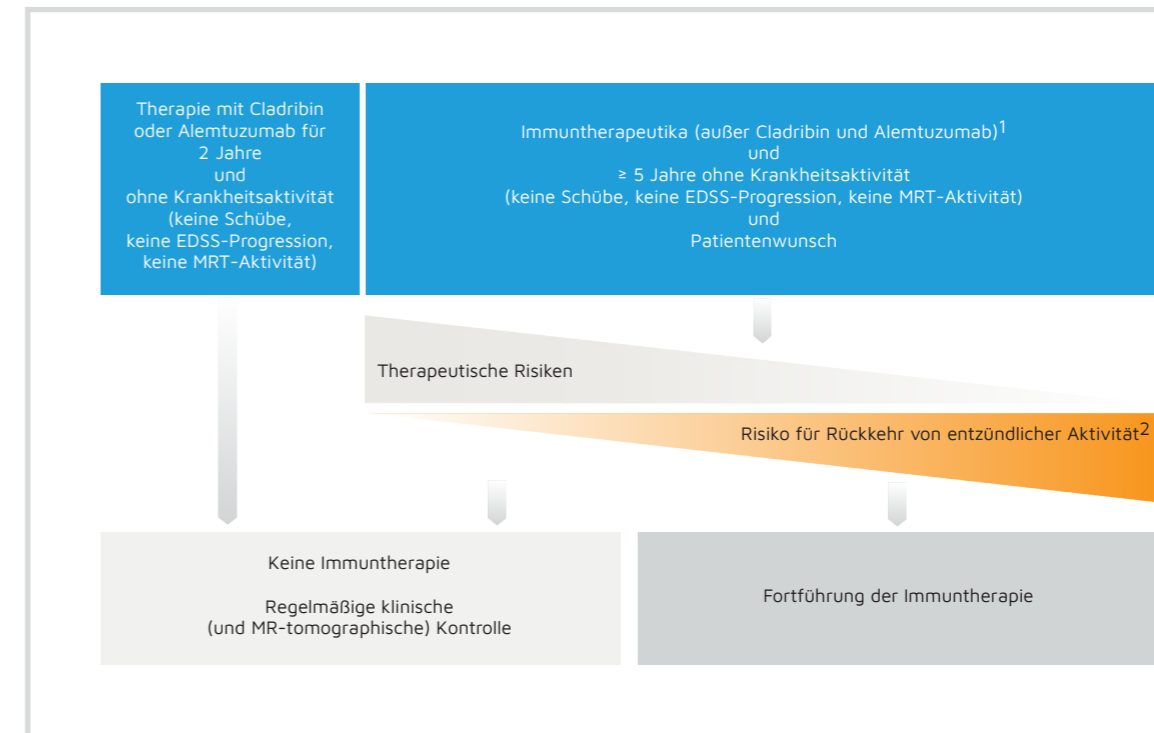 Therapie mit Cladribin
oder Alemtuzumab für
2 Jahre
und
ohne Krankheitsaktivität
(keine Schübe,
keine EDSS-Progression,
keine MRT-Aktivität)
Immuntherapeutika (außer Cladribin und Alemtuzumab)1
und
≥ 5 Jahre ohne Krankheitsaktivität
(keine Schübe, keine EDSS-Progression, keine MRT-Aktivität)
und
Patientenwunsch
Therapeutische Risiken
Risiko für Rückkehr von entzündlicher Aktivität2
Keine Immuntherapie
Regelmäßige klinische
(und MR-tomographische) Kontrolle
Fortführung der Immuntherapie